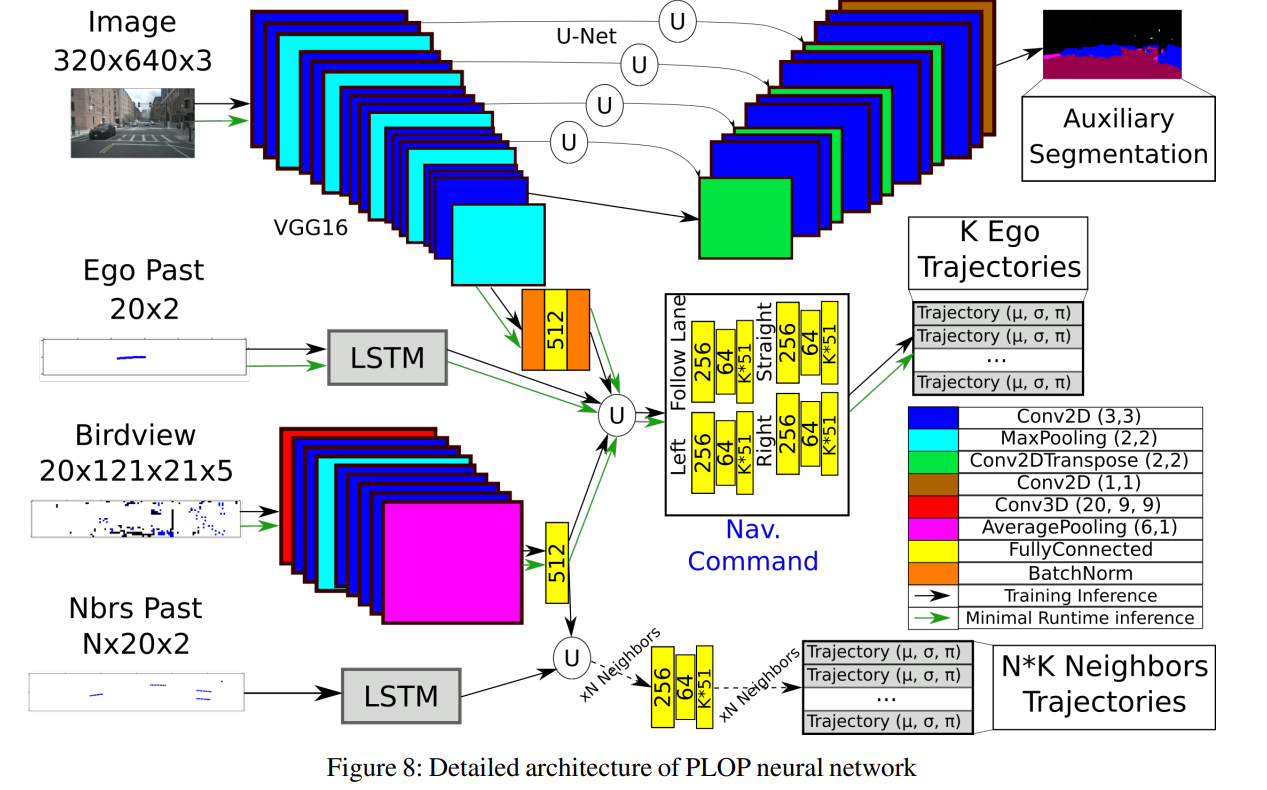 Image
320x640x3
U-Net
U
U
U
U
VGG16
Auxiliary
Segmentation
Ego Past
20x2
LSTM
512
U
Birdview
20x121x21x5
512
Nbrs Past
Nx20x2
LSTM
U
Follow Lane
256
64
K*51
Straight
256
64
K*51
Left
256
64
K*51
Right
256
64
K*51
Nav.
Command
K Ego
Trajectories
Trajectory (μ, σ, π)
Trajectory (μ, σ, π)
...
Trajectory (μ, σ, π)
Conv2D (3,3)
MaxPooling (2,2)
Conv2DTranspose (2,2)
Conv2D (1,1)
Conv3D (20, 9, 9)
AveragePooling (6,1)
FullyConnected
BatchNorm
Training Inference
Minimal Runtime inference
xN Neighbors
256
64
K*51
xN Neighbors
Trajectory (μ, σ, π)
Trajectory (μ, σ, π)
...
Trajectory (μ, σ, π)
N*K Neighbors
Trajectories
Figure 8: Detailed architecture of PLOP neural network